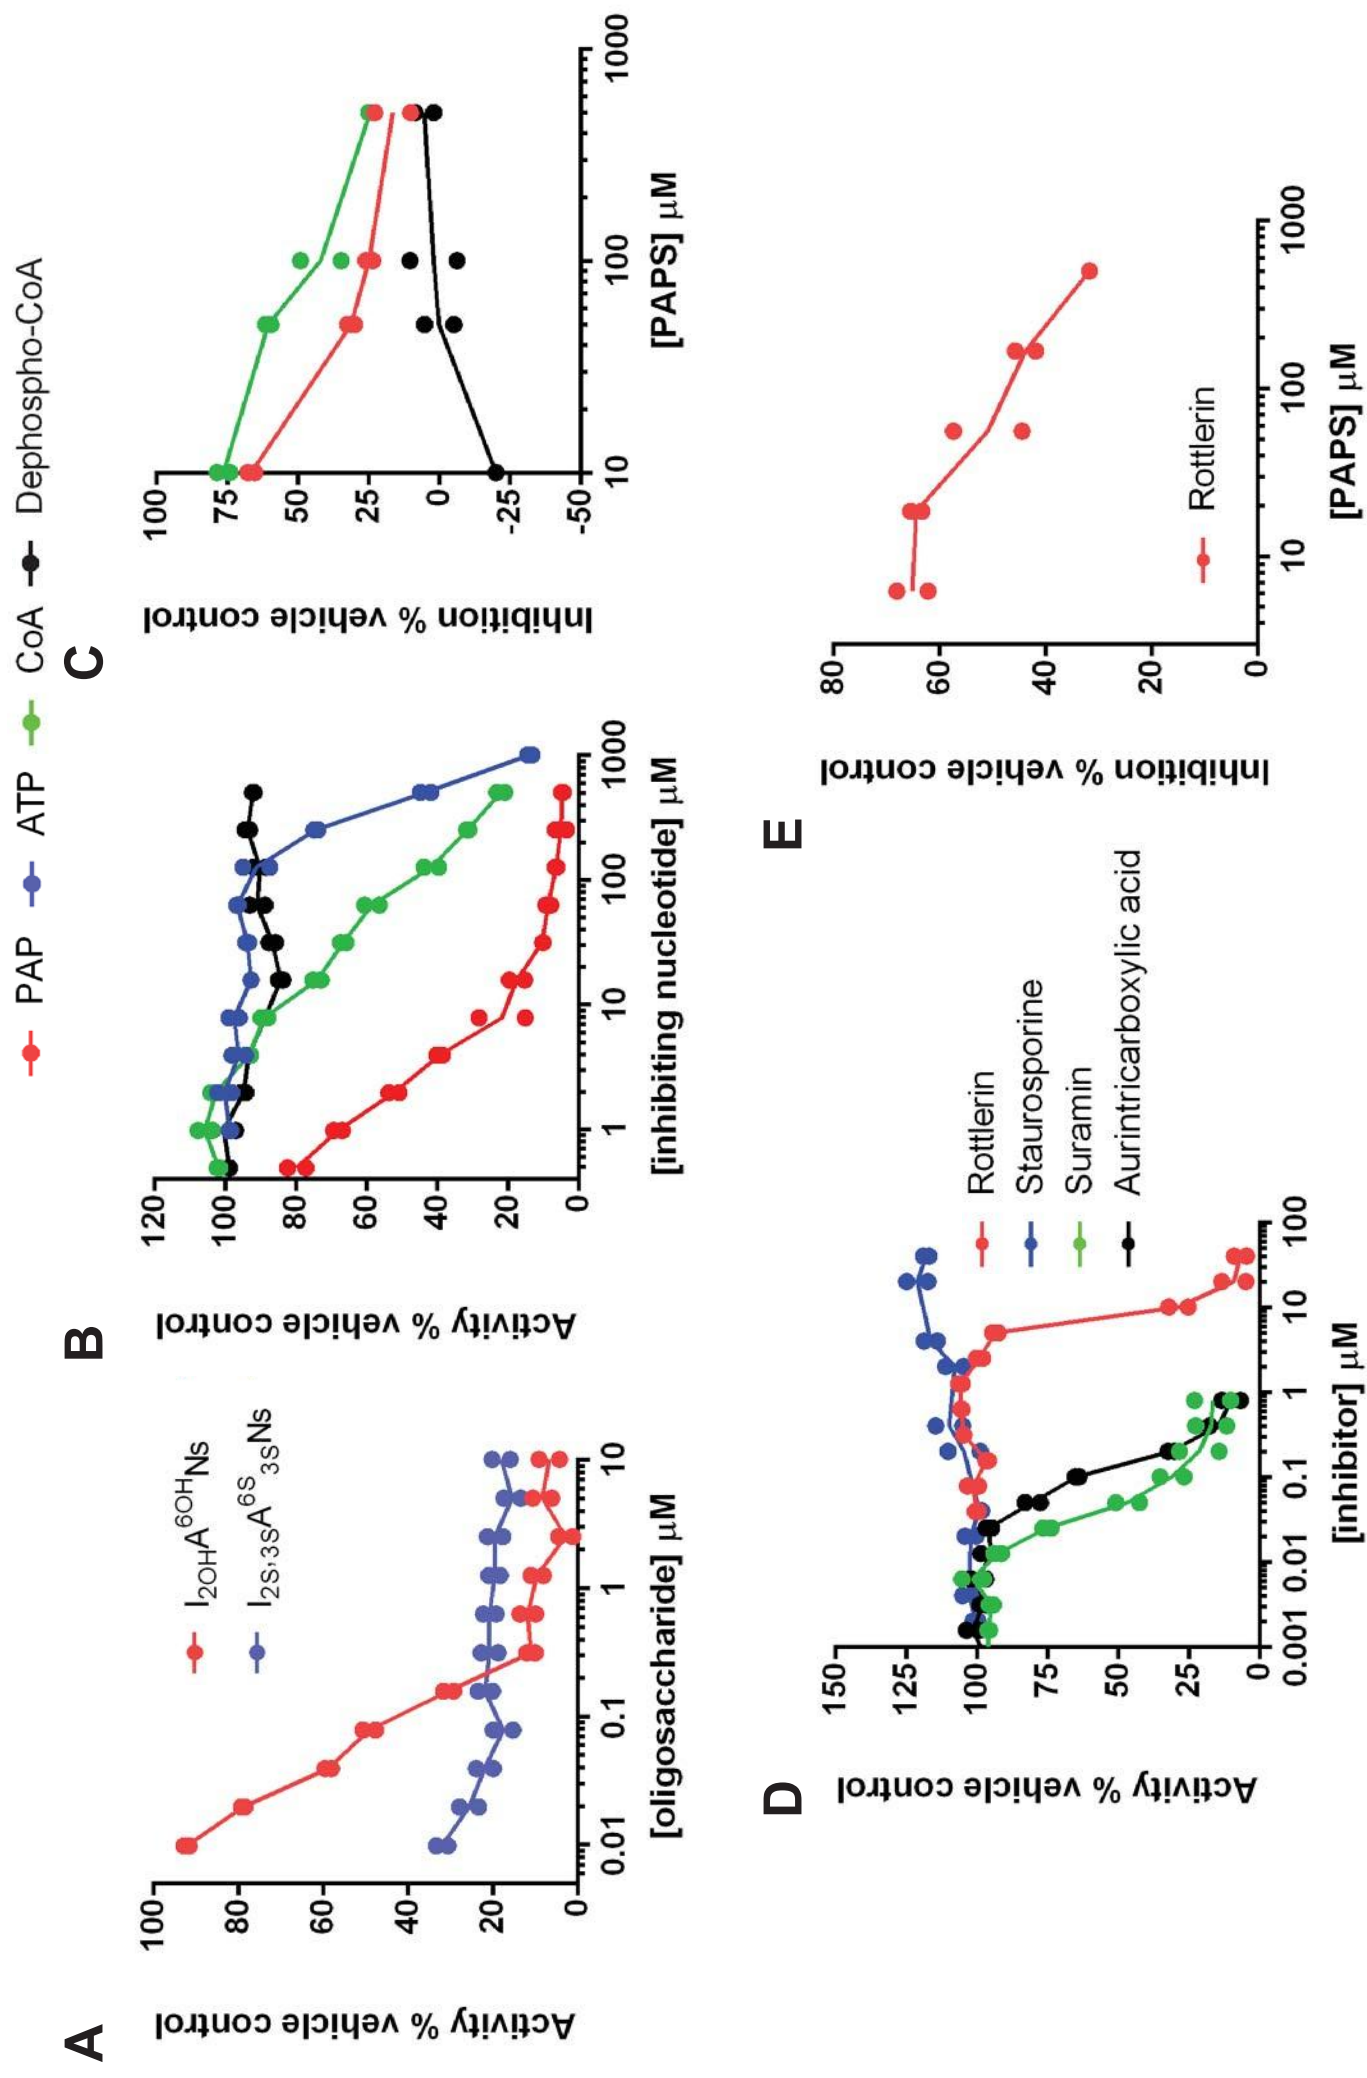 PAP ATP CoA Dephospho-CoA
A
Activity % vehicle control
100
80
60
40
20
0
0.01 0.1 1 10
[oligosaccharide] μM
I2OHA6OHNs
I2S,3SA6S3SNs
B
Activity % vehicle control
120
100
80
60
40
20
0
1 10 100 1000
[inhibiting nucleotide] μM
C
Inhibition % vehicle control
100
75
50
25
0
-25
-50
10 100 1000
[PAPS] μM
D
Activity % vehicle control
150
125
100
75
50
25
0
0.001 0.01 0.1 1 10 100
[inhibitor] μM
Rottlerin
Staurosporine
Suramin
Aurintricarboxylic acid
E
Inhibition % vehicle control
80
60
40
20
0
10 100 1000
[PAPS] μM
Rottlerin